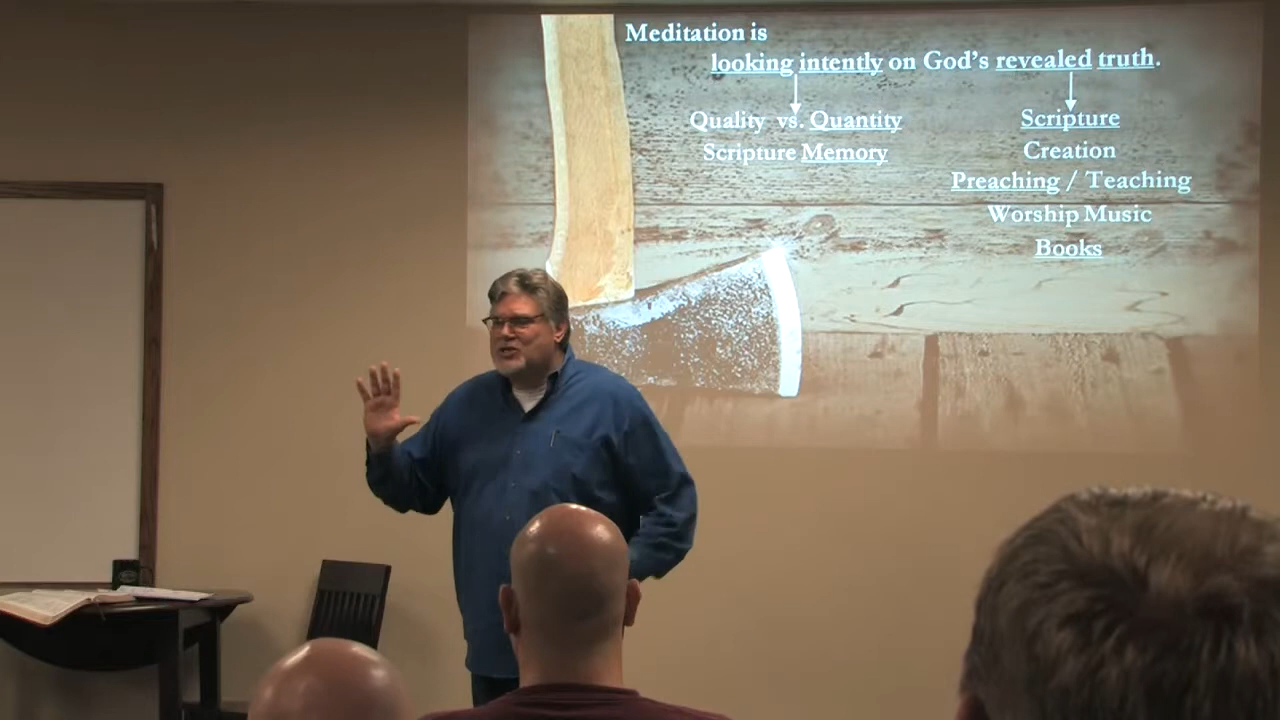 Meditation is
looking intently on God's revealed truth.
Quality vs. Quantity
Scripture Memory
Scripture
Creation
Preaching / Teaching
Worship Music
Books